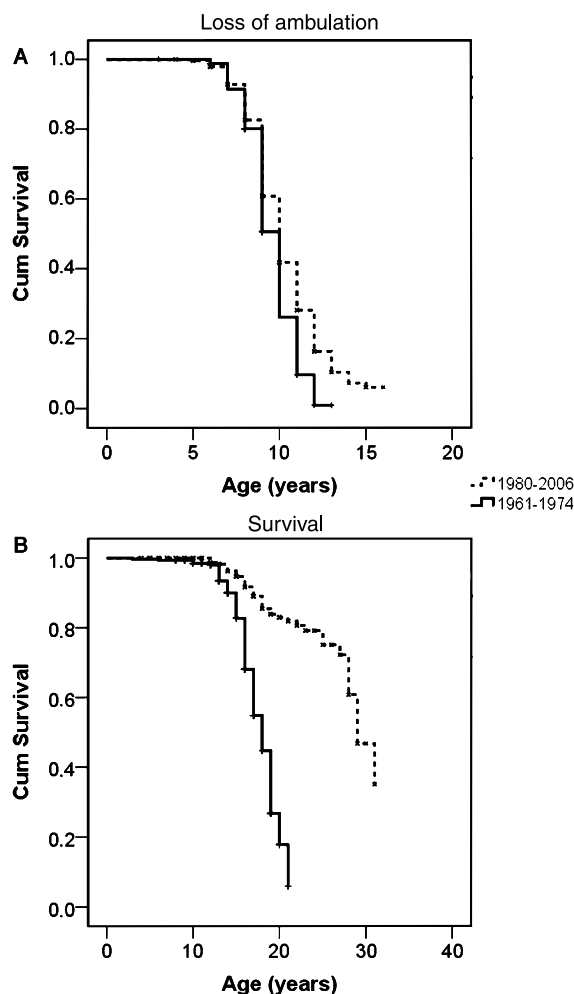 Loss of ambulation
A
1.0
0.8
0.6
0.4
0.2
0.0
Cum Survival
0 5 10 15 20
Age (years)
1980-2006
1961-1974
Survival
B
1.0
0.8
0.6
0.4
0.2
0.0
Cum Survival
0 10 20 30 40
Age (years)